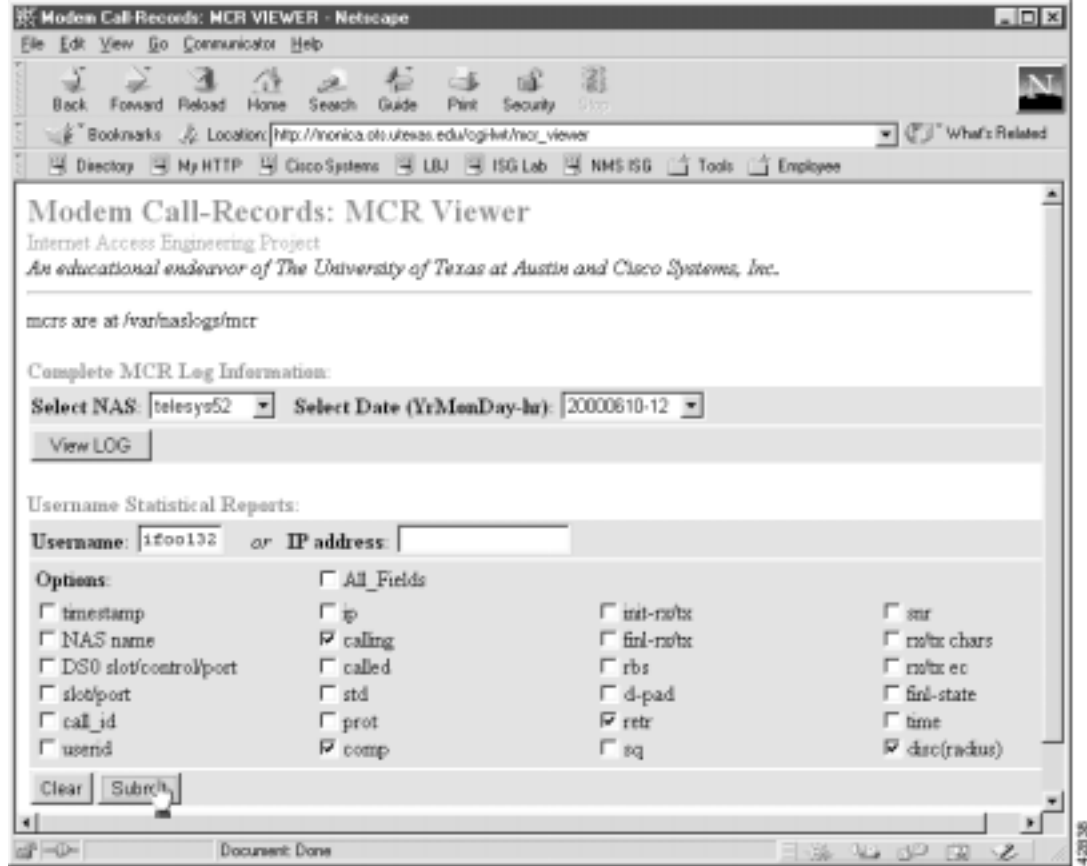 Modem Call-Records: MCR VIEWER - Netscape
File Edit View Go Communicator Help
Back Forward Reload Home Search Guide Print Security Stop
N
Bookmarks Location: http://monica.ots.utexas.edu/cgi-lwt/mcr_viewer What's Related
Directory My HTTP Cisco Systems LBJ ISG Lab NMS ISG Tools Employee
Modem Call-Records: MCR Viewer
Internet Access Engineering Project
An educational endeavor of The University of Texas at Austin and Cisco Systems, Inc.
mcrs are at /var/naslogs/mcr
Complete MCR Log Information:
Select NAS: telesys52 Select Date (YrMonDay-hr): 20000610-12
View LOG
Username Statistical Reports:
Username: ifoo132 or IP address:
Options: All_Fields
timestamp ip init-rx/tx snr
NAS name calling finl-rx/tx rx/tx chars
DS0 slot/control/port called rbs rx/tx ec
slot/port std d-pad finl-state
call_id prot retr time
userid comp sq disc(radius)
Clear Submit
Document: Done